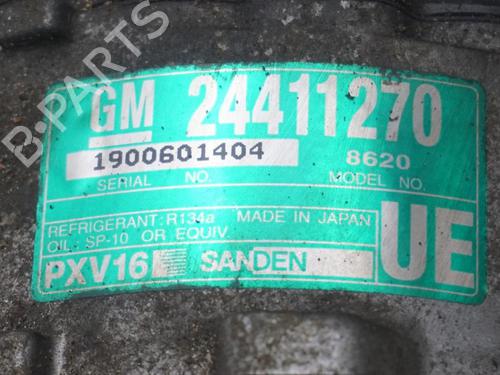 B-PARTS
GM 24411270
1900601404 8620
SERIAL NO. MODEL NO.
REFRIGERANT: R134a MADE IN JAPAN
OIL: SP-10 OR EQUIV.
PXV16 SANDEN UE